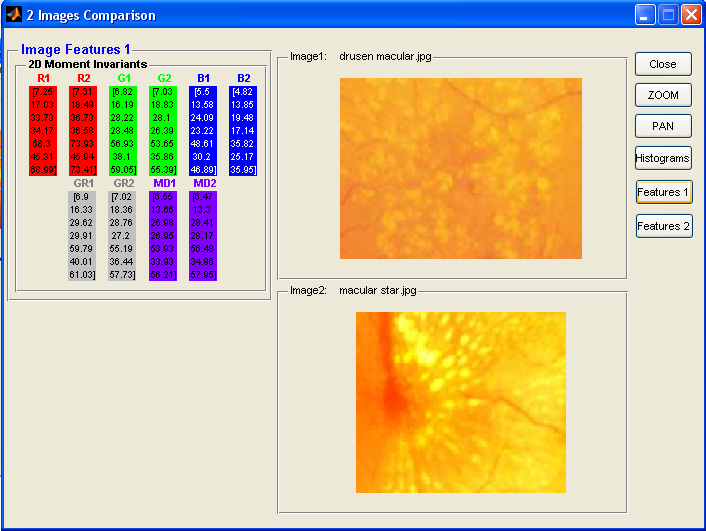 2 Images Comparison
Image Features 1
2D Moment Invariants
R1 R2 G1 G2 B1 B2
[7.25 [7.31 [6.82 [7.03 [5.5 [4.82
17.03 18.49 16.19 18.83 13.58 13.85
33.73 36.73 28.22 28.1 24.09 19.48
34.17 36.58 28.48 26.39 23.22 17.14
68.3 73.93 56.93 53.65 48.61 35.82
45.31 46.94 38.1 35.86 30.2 25.17
68.99] 73.41] 59.05] 55.39] 46.89] 35.95]
GR1 GR2 MD1 MD2
[6.9 [7.02 [6.55 [6.47
16.33 18.36 13.66 13.3
29.62 28.76 26.98 28.41
29.91 27.2 26.95 28.17
59.79 55.19 53.93 56.48
40.01 36.44 33.93 34.96
61.03] 57.73] 56.21] 57.95]
Image1: drusen macular.jpg
Image2: macular star.jpg
Close
ZOOM
PAN
Histograms
Features 1
Features 2